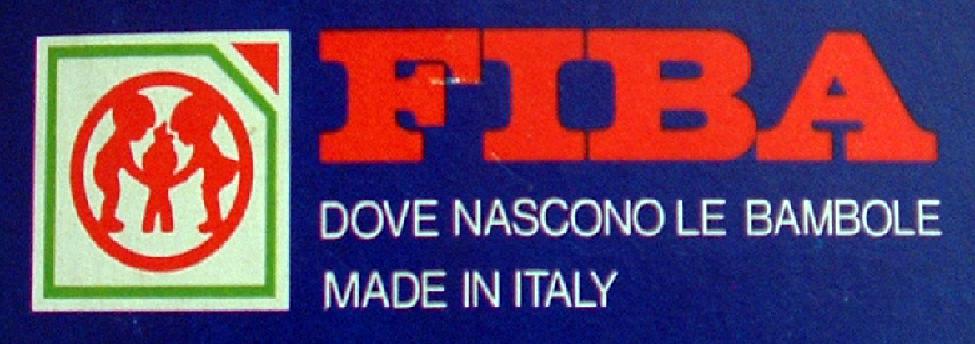 FIBA
DOVE NASCONO LE BAMBOLE
MADE IN ITALY